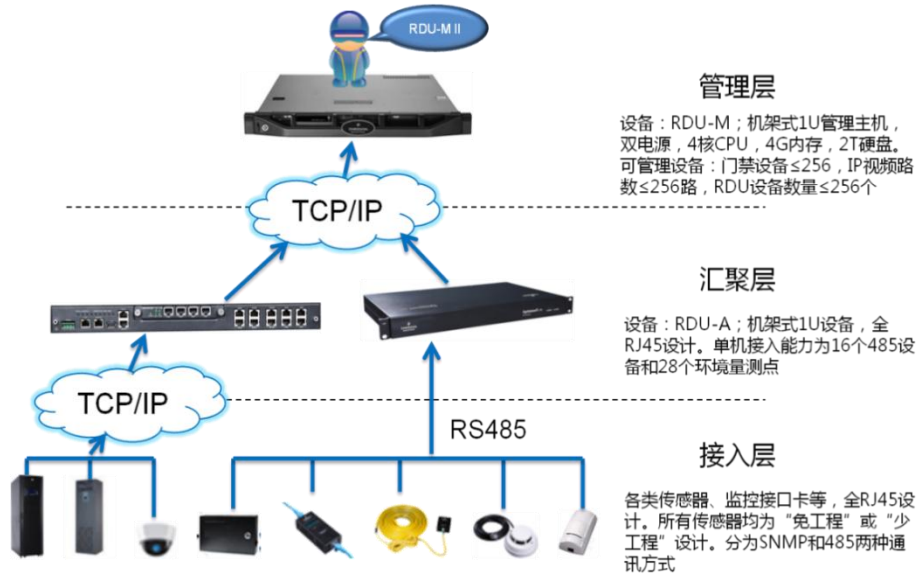 RDU-M II
管理层
设备：RDU-M；机架式1U管理主机，
双电源，4核CPU，4G内存，2T硬盘。
可管理设备：门禁设备≤256，IP视频路
数≤256路，RDU设备数量≤256个
TCP/IP
汇聚层
设备：RDU-A；机架式1U设备，全
RJ45设计。单机接入能力为16个485设
备和28个环境量测点
TCP/IP
RS485
接入层
各类传感器、监控接口卡等，全RJ45设
计。所有传感器均为“免工程”或“少
工程”设计。分为SNMP和485两种通
讯方式